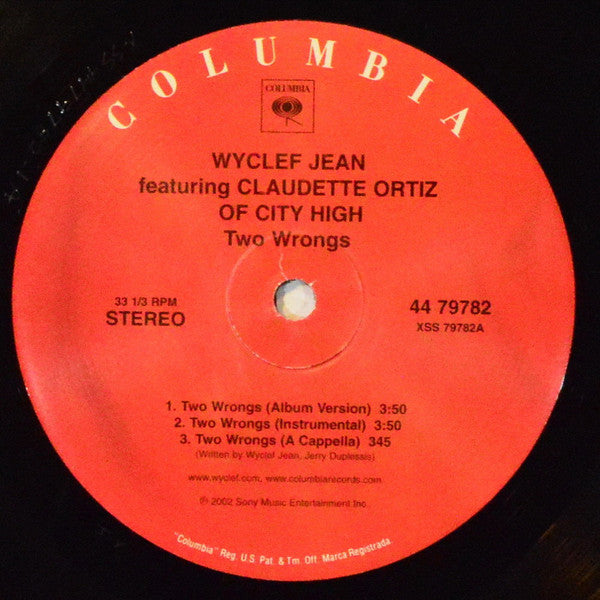 COLUMBIA
COLUMBIA
WYCLEF JEAN
featuring CLAUDETTE ORTIZ
OF CITY HIGH
Two Wrongs
33 1/3 RPM
STEREO
44 79782
XSS 79782A
1. Two Wrongs (Album Version) 3:50
2. Two Wrongs (Instrumental) 3:50
3. Two Wrongs (A Cappella) 345
(Written by Wyclef Jean, Jerry Duplessis)
www.wyclef.com, www.columbiarecords.com
℗ 2002 Sony Music Entertainment Inc.
"Columbia" Reg. U.S. Pat. & Tm. Off. Marca Registrada.